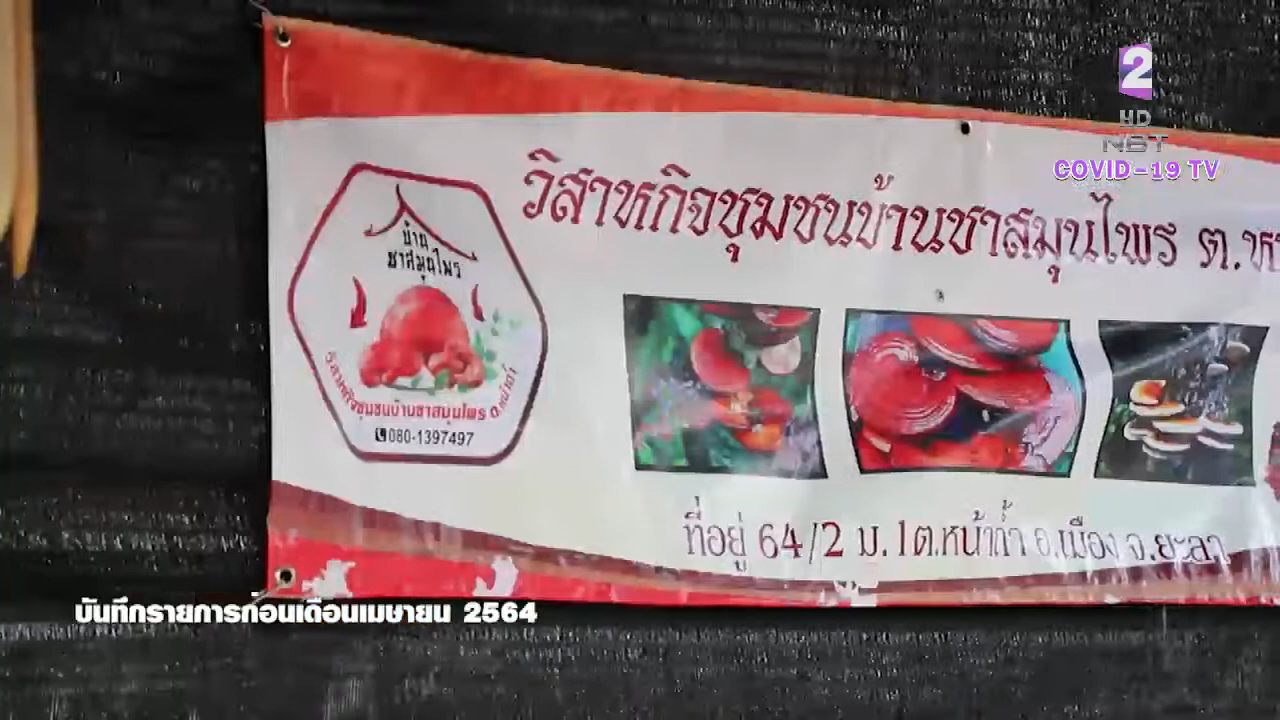 2
HD
NBT
COVID-19 TV
วิสาหกิจชุมชนบ้านชาสมุนไพร ต.ห
บ้าน
ชาสมุนไพร
วิสาหกิจชุมชนบ้านชาสมุนไพร ต.หน้าถ้ำ
080-1397497
ที่อยู่ 64/2 ม.1ต.หน้าถ้ำ อ.เมือง จ.ยะลา
บันทึกรายการก่อนเดือนเมษายน 2564